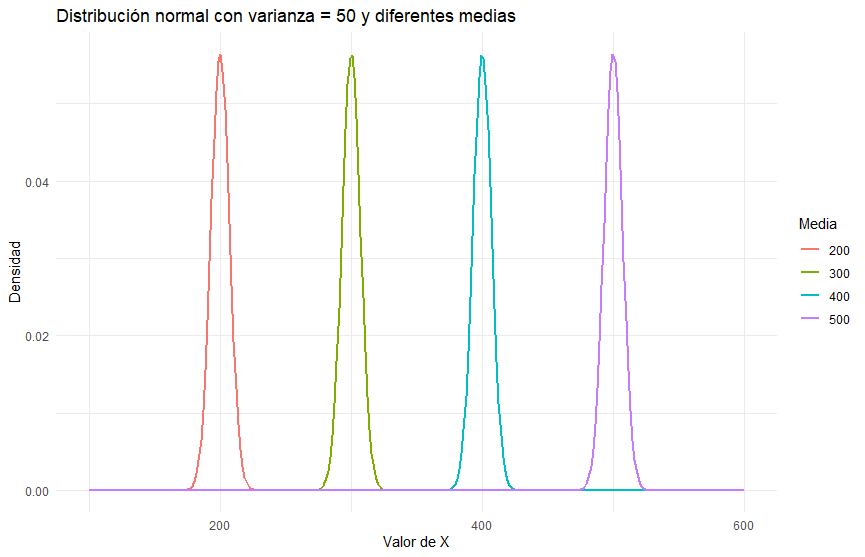 Distribución normal con varianza = 50 y diferentes medias
Densidad
0.04
0.02
0.00
200
400
600
Valor de X
Media
200
300
400
500